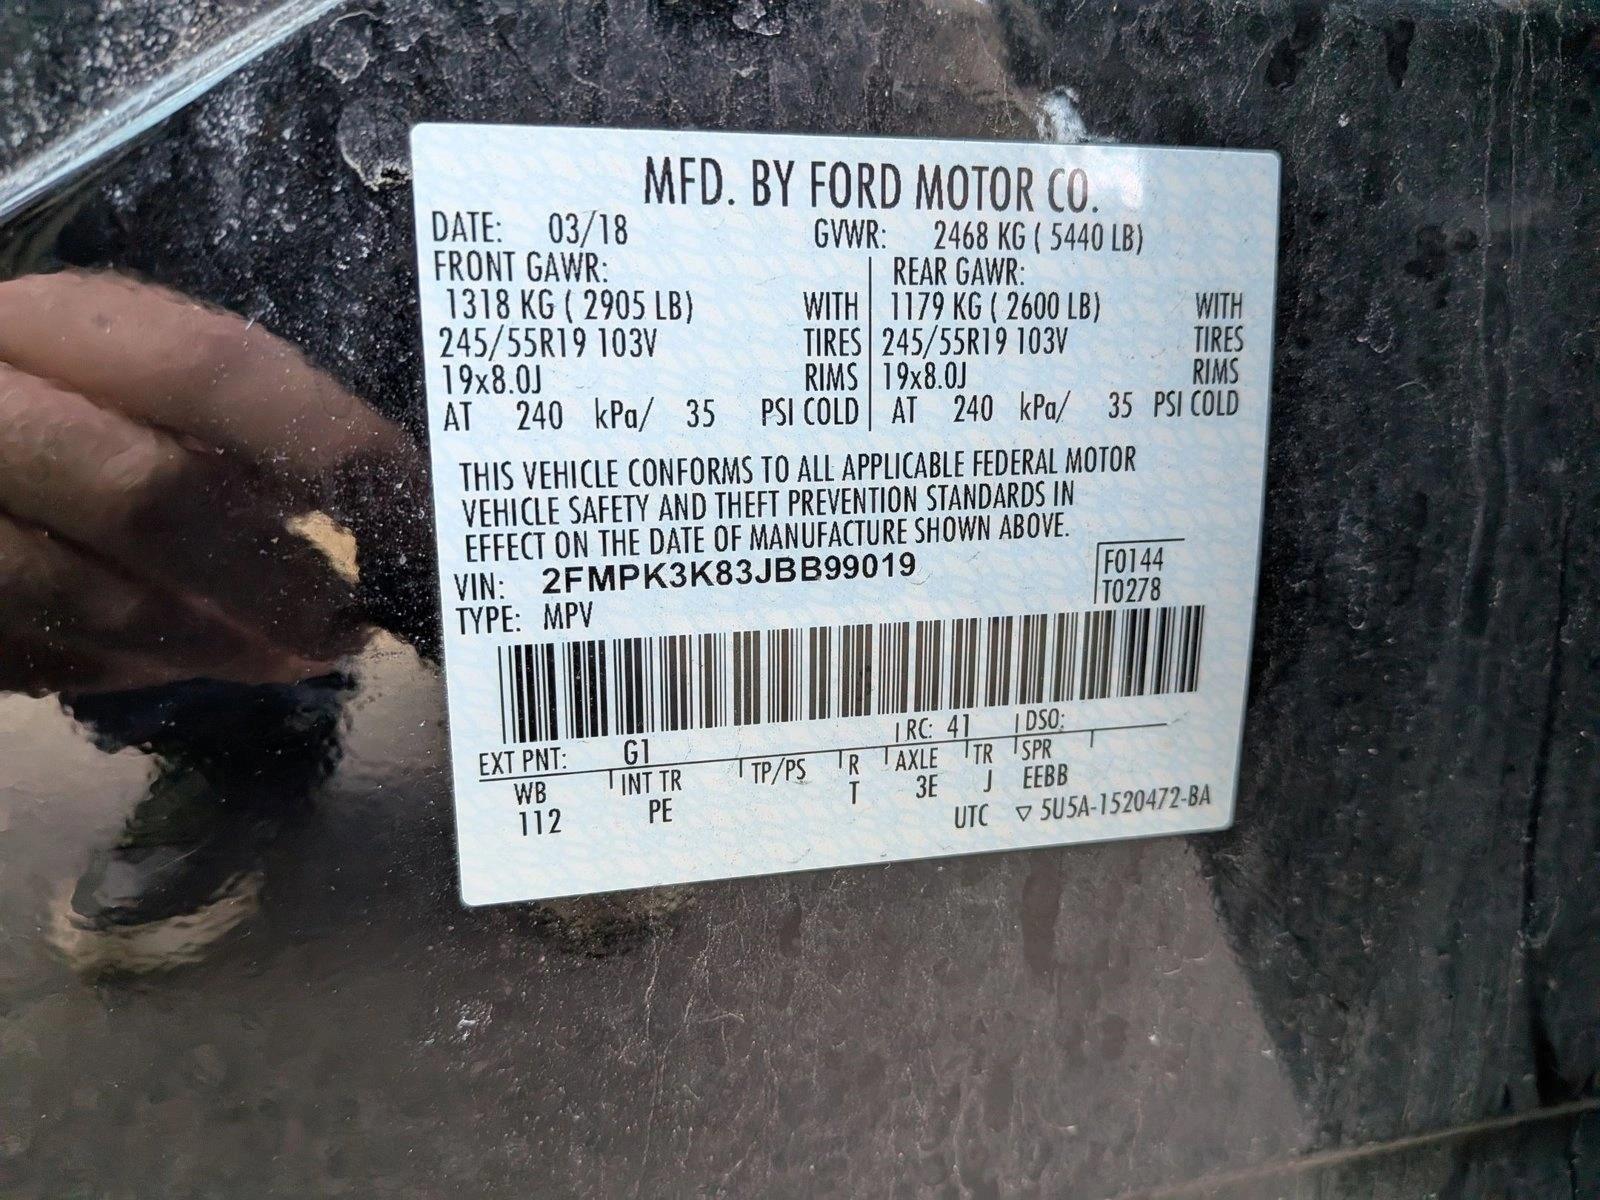 MFD. BY FORD MOTOR CO.
DATE: 03/18 GVWR: 2468 KG ( 5440 LB)
FRONT GAWR: REAR GAWR:
1318 KG ( 2905 LB) WITH 1179 KG ( 2600 LB) WITH
245/55R19 103V TIRES 245/55R19 103V TIRES
19x8.0J RIMS 19x8.0J RIMS
AT 240 kPa/ 35 PSI COLD AT 240 kPa/ 35 PSI COLD
THIS VEHICLE CONFORMS TO ALL APPLICABLE FEDERAL MOTOR
VEHICLE SAFETY AND THEFT PREVENTION STANDARDS IN
EFFECT ON THE DATE OF MANUFACTURE SHOWN ABOVE.
VIN: 2FMPK3K83JBB99019 F0144
TYPE: MPV T0278
EXT PNT: G1 RC: 41 DSO:
WB INT TR TP/PS R AXLE TR SPR
112 PE T 3E J EEBB
UTC ▽ 5U5A-1520472-BA